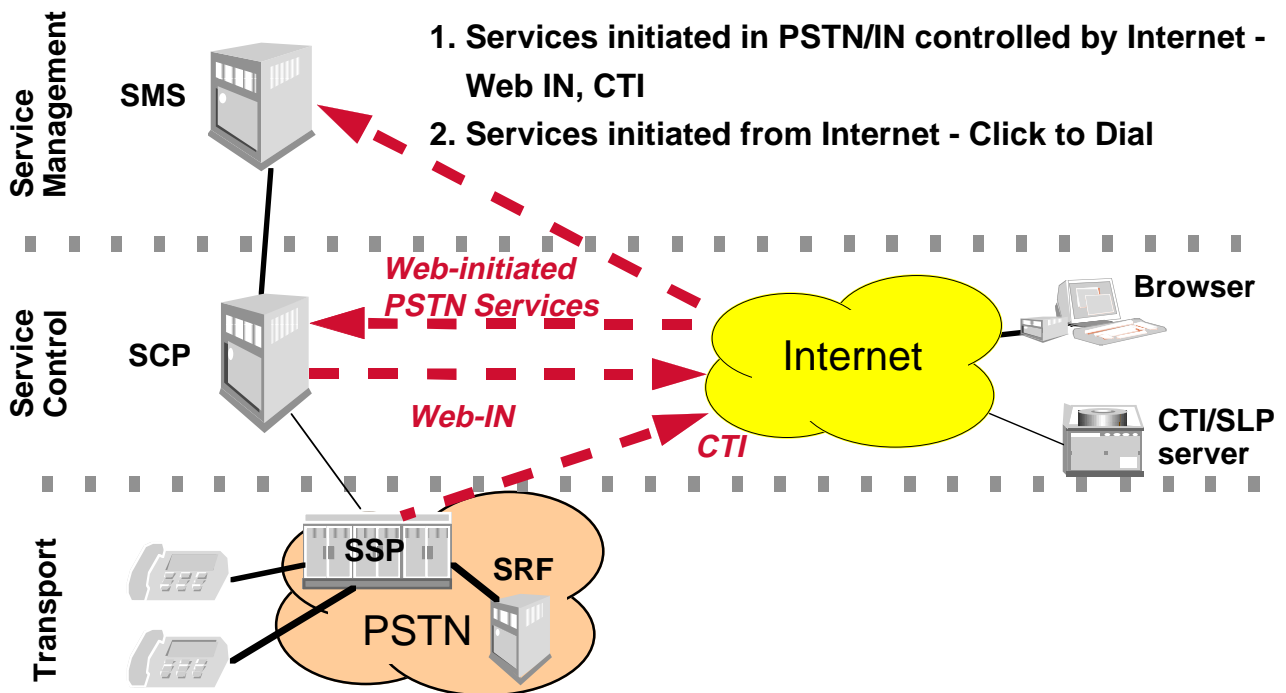 1. Services initiated in PSTN/IN controlled by Internet -
Web IN, CTI
2. Services initiated from Internet - Click to Dial
Service
Management
SMS
Service
Control
Web-initiated
PSTN Services
SCP
Web-IN
CTI
Internet
Browser
CTI/SLP
server
Transport
SSP
SRF
PSTN